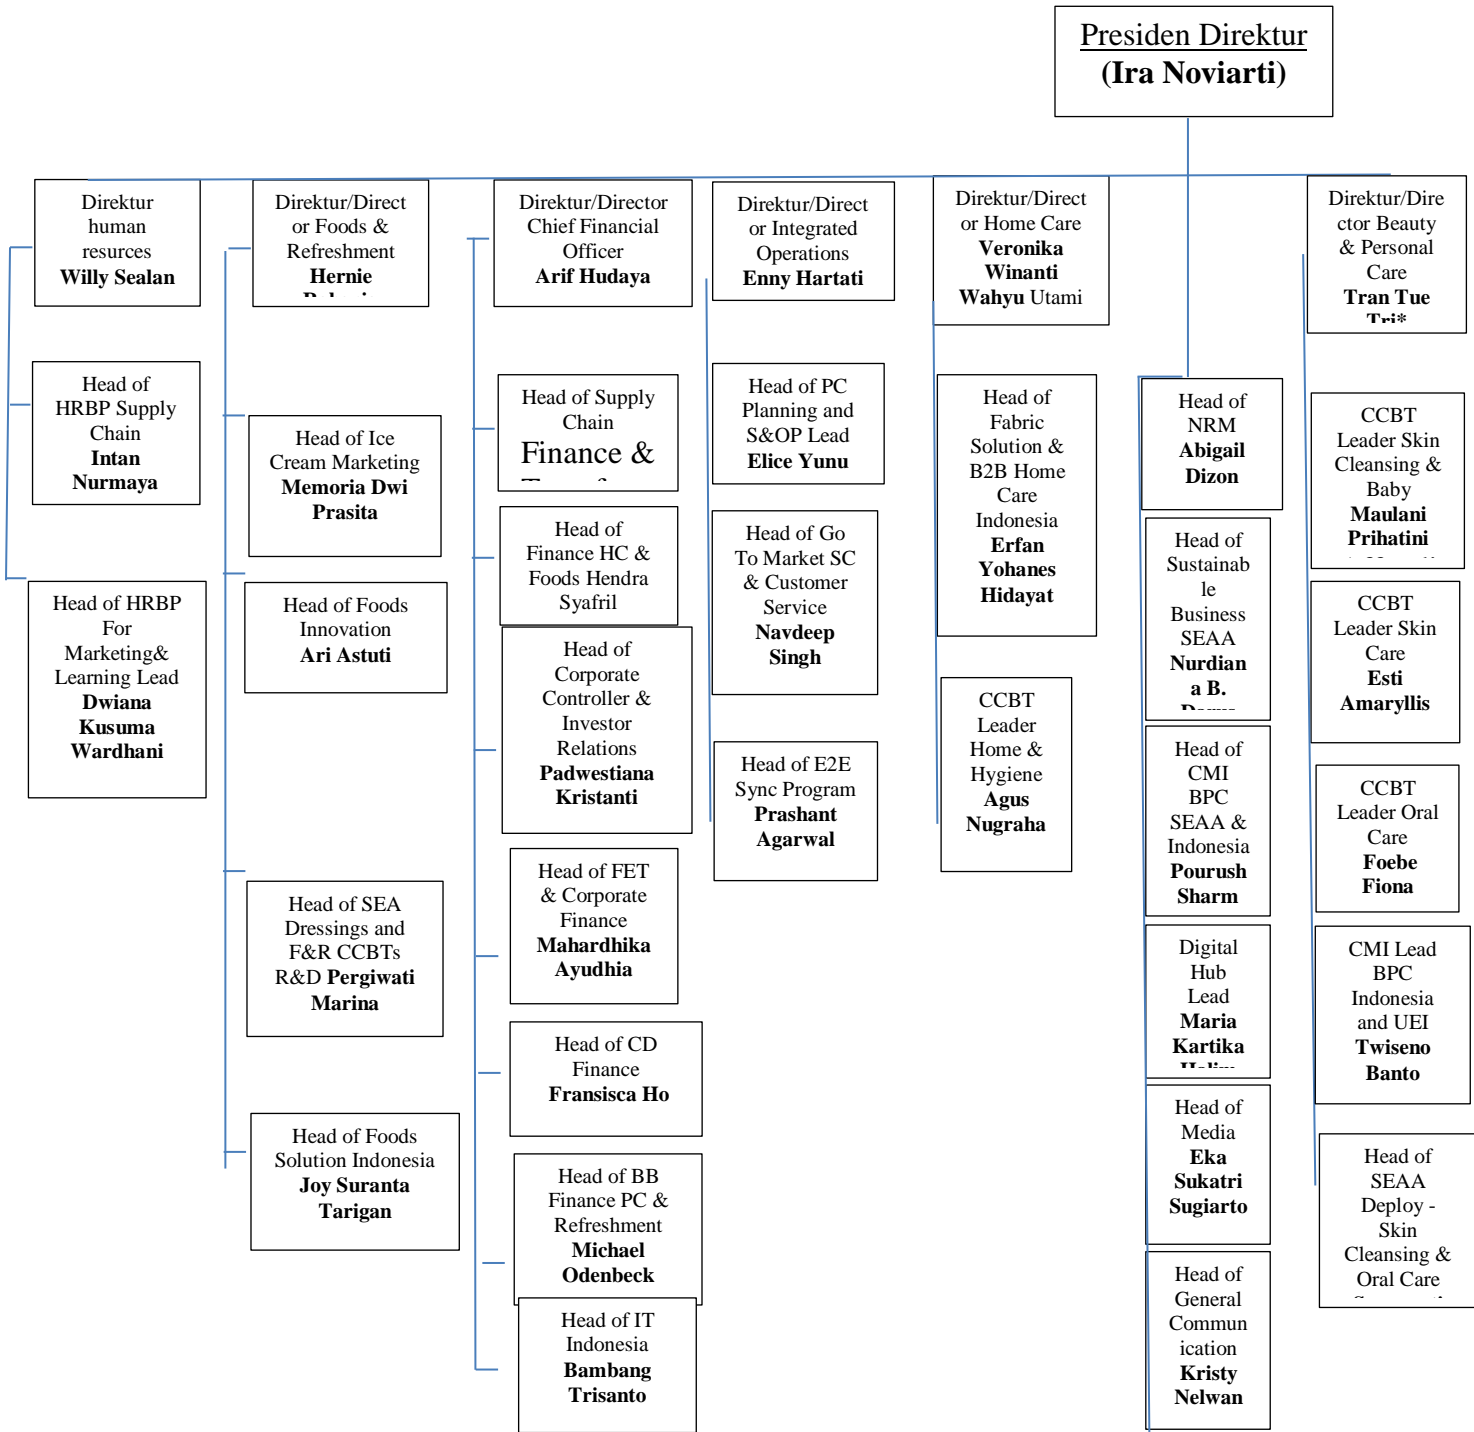 Presiden Direktur
(Ira Noviarti)
Direktur
human
resurces
Willy Sealan
Head of
HRBP Supply
Chain
Intan
Nurmaya
Head of HRBP
For
Marketing&
Learning Lead
Dwiana
Kusuma
Wardhani
Direktur/Direct
or Foods &
Refreshment
Hernie
Head of Ice
Cream Marketing
Memoria Dwi
Prasita
Head of Foods
Innovation
Ari Astuti
Head of SEA
Dressings and
F&R CCBTs
R&D Pergiwati
Marina
Head of Foods
Solution Indonesia
Joy Suranta
Tarigan
Direktur/Director
Chief Financial
Officer
Arif Hudaya
Head of Supply
Chain
Finance &
Head of
Finance HC &
Foods Hendra
Syafril
Head of
Corporate
Controller &
Investor
Relations
Padwestiana
Kristanti
Head of FET
& Corporate
Finance
Mahardhika
Ayudhia
Head of CD
Finance
Fransisca Ho
Head of BB
Finance PC &
Refreshment
Michael
Odenbeck
Head of IT
Indonesia
Bambang
Trisanto
Direktur/Direct
or Integrated
Operations
Enny Hartati
Head of PC
Planning and
S&OP Lead
Elice Yunu
Head of Go
To Market SC
& Customer
Service
Navdeep
Singh
Head of E2E
Sync Program
Prashant
Agarwal
Direktur/Direct
or Home Care
Veronika
Winanti
Wahyu Utami
Head of
Fabric
Solution &
B2B Home
Care
Indonesia
Erfan
Yohanes
Hidayat
CCBT
Leader
Home &
Hygiene
Agus
Nugraha
Head of
NRM
Abigail
Dizon
Head of
Sustainab
le
Business
SEAA
Nurdian
a B.
Head of
CMI
BPC
SEAA &
Indonesia
Pourush
Sharm
Digital
Hub
Lead
Maria
Kartika
Halim
Head of
Media
Eka
Sukatri
Sugiarto
Head of
General
Commun
ication
Kristy
Nelwan
Direktur/Dire
ctor Beauty
& Personal
Care
Tran Tue
Tri*
CCBT
Leader Skin
Cleansing &
Baby
Maulani
Prihatini
CCBT
Leader Skin
Care
Esti
Amaryllis
CCBT
Leader Oral
Care
Foebe
Fiona
CMI Lead
BPC
Indonesia
and UEI
Twiseno
Banto
Head of
SEAA
Deploy -
Skin
Cleansing &
Oral Care